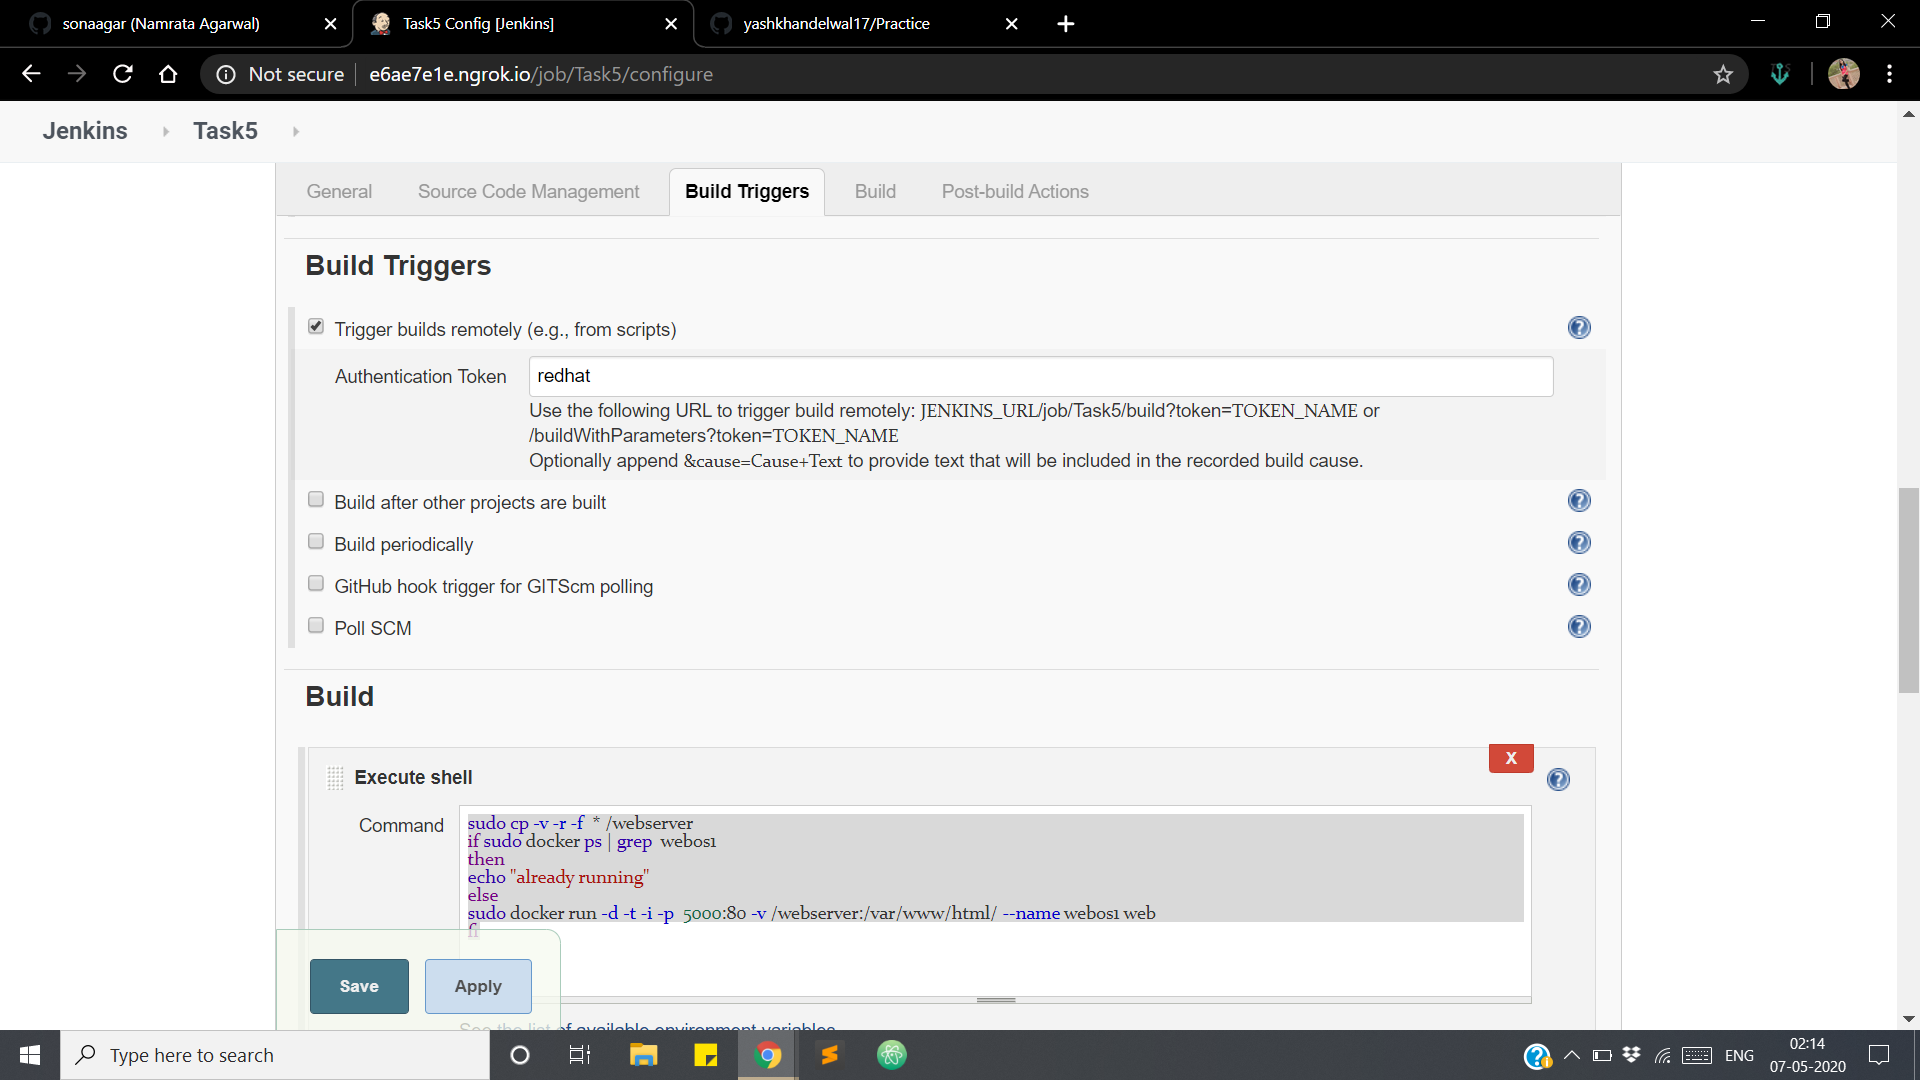 sonaagar (Namrata Agarwal)
Task5 Config [Jenkins]
yashkhandelwal17/Practice
Not secure
e6ae7e1e.ngrok.io/job/Task5/configure
Jenkins
Task5
General
Source Code Management
Build Triggers
Build
Post-build Actions
Build Triggers
Trigger builds remotely (e.g., from scripts)
Authentication Token
redhat
Use the following URL to trigger build remotely: JENKINS_URL/job/Task5/build?token=TOKEN_NAME or
/buildWithParameters?token=TOKEN_NAME
Optionally append &cause=Cause+Text to provide text that will be included in the recorded build cause.
Build after other projects are built
Build periodically
GitHub hook trigger for GITScm polling
Poll SCM
Build
X
Execute shell
Command
sudo cp -v -r -f  * /webserver
if sudo docker ps | grep  webos1
then
echo "already running"
else
sudo docker run -d -t -i -p  5000:80 -v /webserver:/var/www/html/ --name webos1 web
fi
Save
Apply
See the list of available environment variables
Type here to search
ENG
02:14
07-05-2020